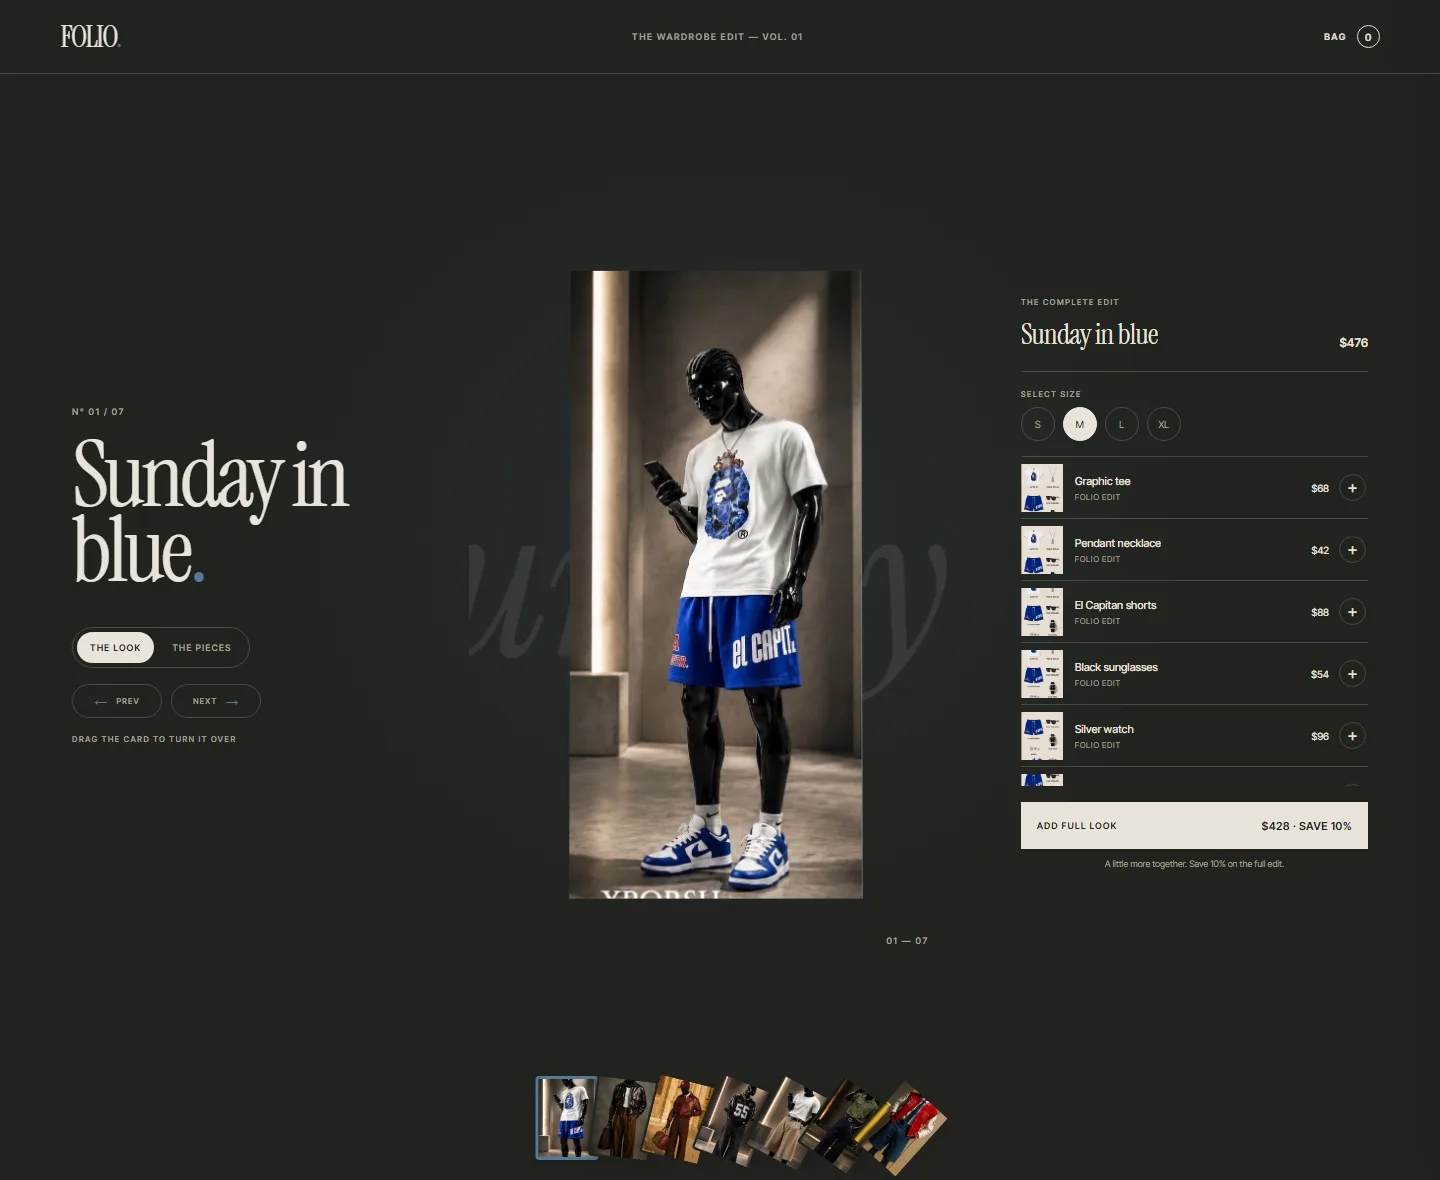 FOLIO.
THE WARDROBE EDIT — VOL. 01
BAG 0
N° 01 / 07
Sunday in
blue.
THE LOOK THE PIECES
← PREV NEXT →
DRAG THE CARD TO TURN IT OVER
®
EL CAPIT
01 — 07
THE COMPLETE EDIT
Sunday in blue
$476
SELECT SIZE
S M L XL
Graphic tee
FOLIO EDIT
$68 +
Pendant necklace
FOLIO EDIT
$42 +
El Capitan shorts
FOLIO EDIT
$88 +
Black sunglasses
FOLIO EDIT
$54 +
Silver watch
FOLIO EDIT
$96 +
ADD FULL LOOK $428 · SAVE 10%
A little more together. Save 10% on the full edit.
55